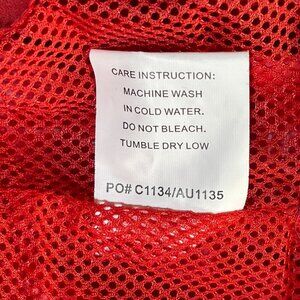 CARE INSTRUCTION:
MACHINE WASH
IN COLD WATER.
DO NOT BLEACH.
TUMBLE DRY LOW
PO# C1134/AU1135